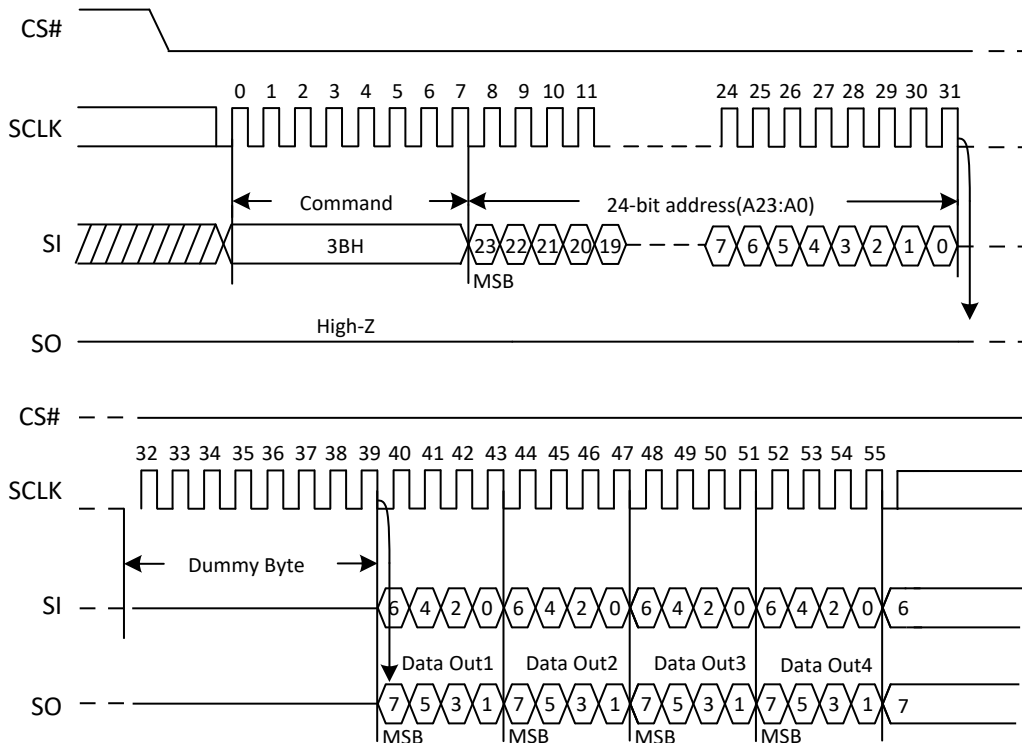 CS#
0 1 2 3 4 5 6 7 8 9 10 11 24 25 26 27 28 29 30 31
SCLK
Command 24-bit address(A23:A0)
SI 3BH 23 22 21 20 19 7 6 5 4 3 2 1 0
MSB
High-Z
SO
CS#
32 33 34 35 36 37 38 39 40 41 42 43 44 45 46 47 48 49 50 51 52 53 54 55
SCLK
Dummy Byte
SI 6 4 2 0 6 4 2 0 6 4 2 0 6 4 2 0 6
Data Out1 Data Out2 Data Out3 Data Out4
SO 7 5 3 1 7 5 3 1 7 5 3 1 7 5 3 1 7
MSB MSB MSB MSB